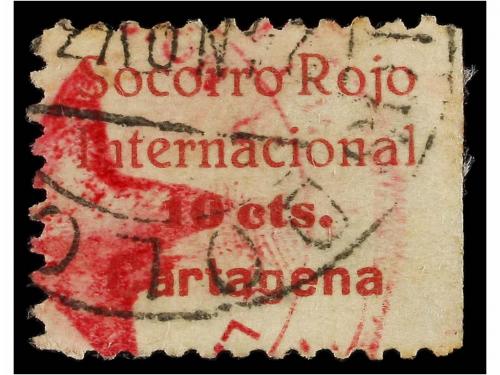 Socorro Rojo
Internacional
10 cts.
Cartagena